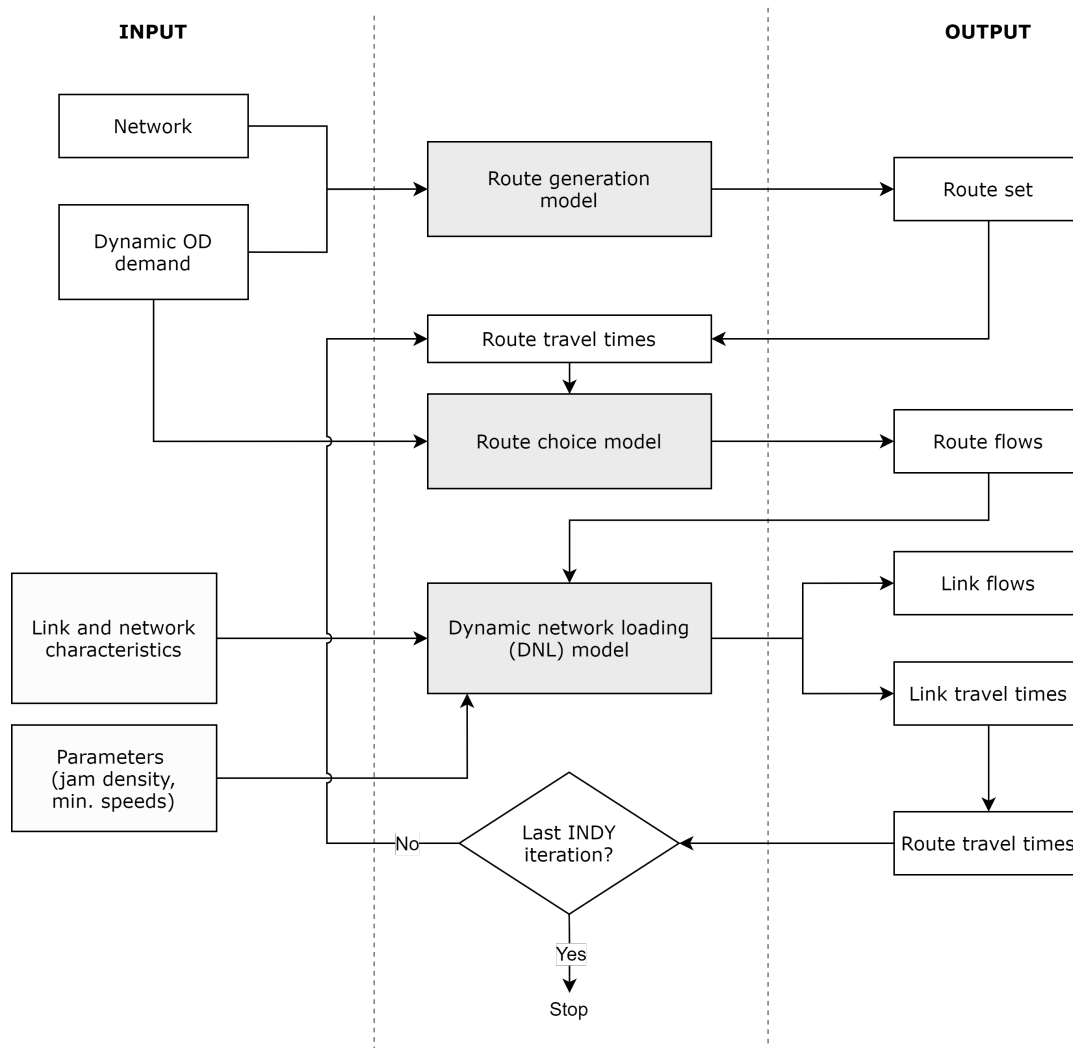 INPUT
OUTPUT
Network
Route generation
model
Route set
Dynamic OD
demand
Route travel times
Route choice model
Route flows
Link and network
characteristics
Dynamic network loading
(DNL) model
Link flows
Link travel times
Parameters
(jam density,
min. speeds)
Last INDY
iteration?
No
Route travel times
Yes
Stop